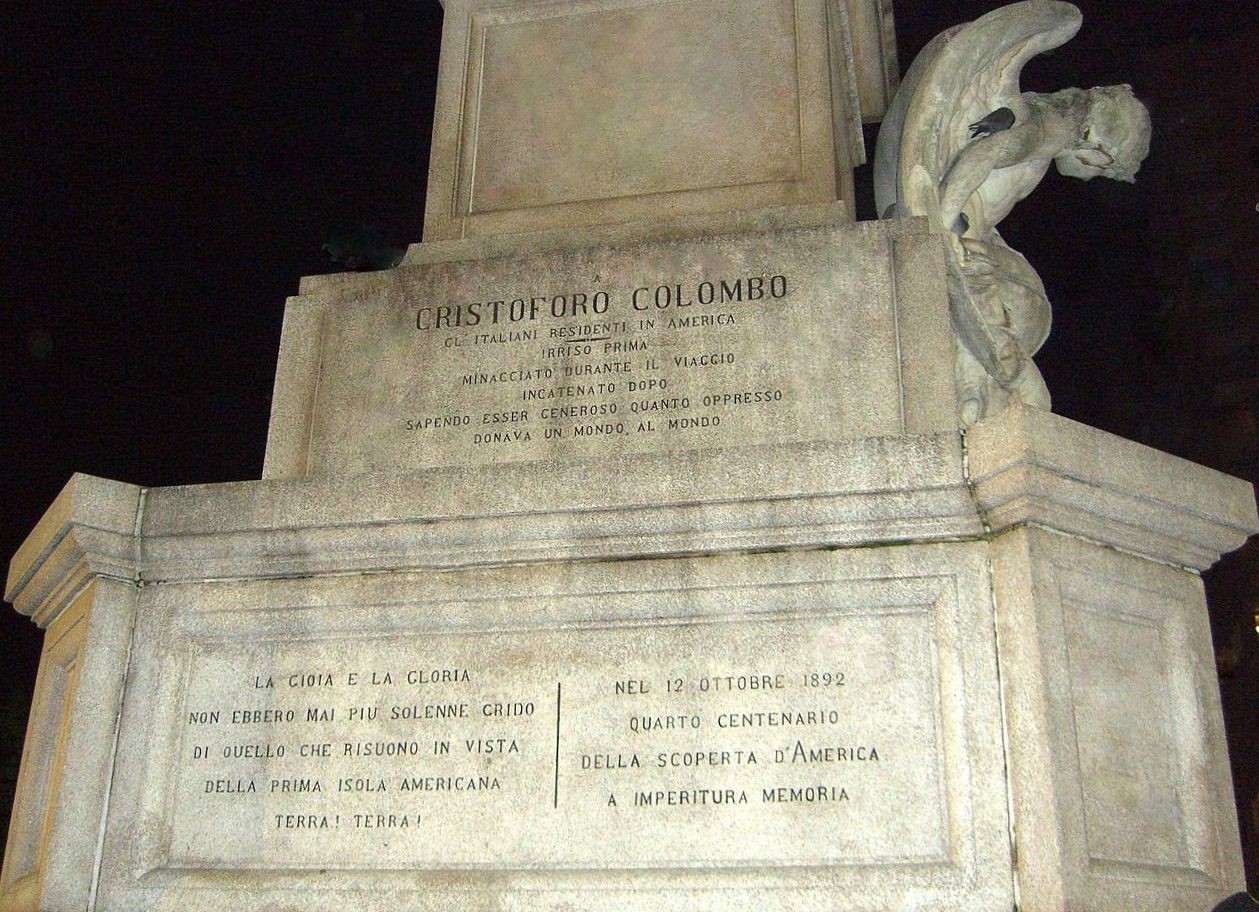 A
CRISTOFORO COLOMBO
GL ITALIANI RESIDENTI IN AMERICA
IRRISO PRIMA
MINACCIATO DURANTE IL VIAGGIO
INCATENATO DOPO
SAPENDO ESSER GENEROSO QUANTO OPPRESSO
DONAVA UN MONDO AL MONDO
LA GIOIA E LA GLORIA
NON EBBERO MAI PIU SOLENNE GRIDO
DI QUELLO CHE RISUONO IN VISTA
DELLA PRIMA ISOLA AMERICANA
TERRA! TERRA!
NEL 12 OTTOBRE 1892
QUARTO CENTENARIO
DELLA SCOPERTA D'AMERICA
A IMPERITURA MEMORIA